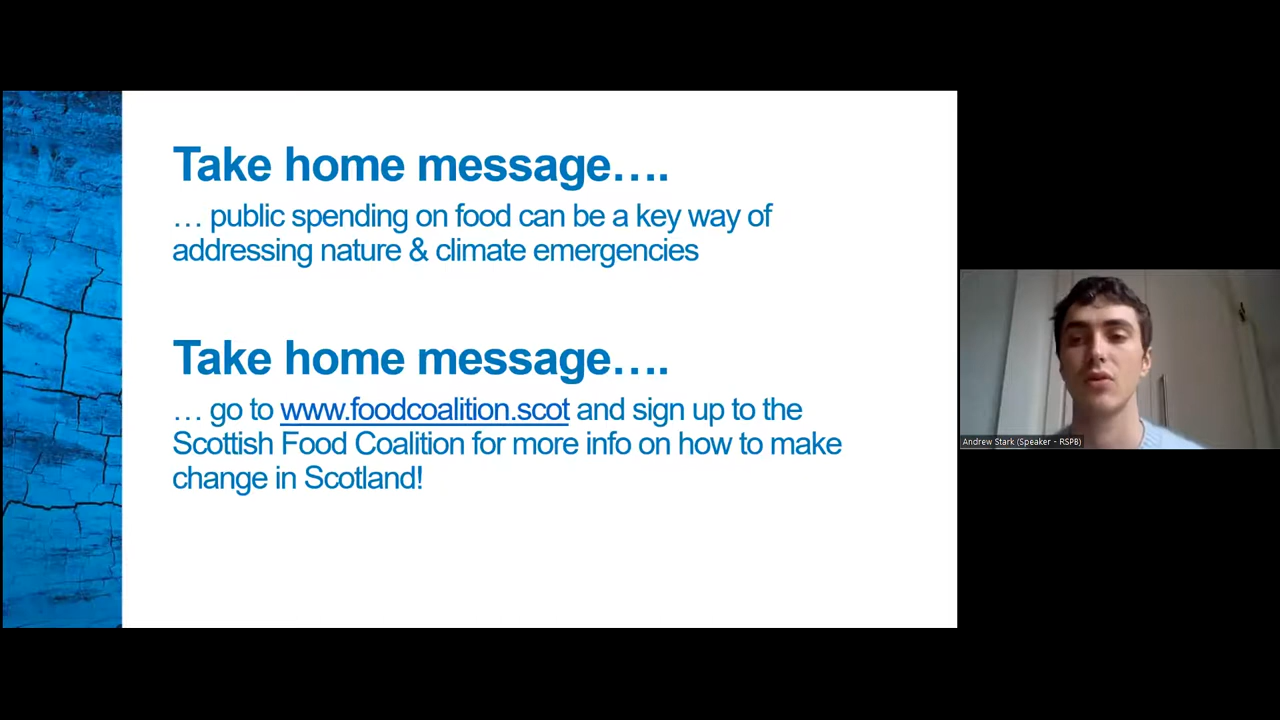 Take home message….
… public spending on food can be a key way of
addressing nature & climate emergencies
Take home message….
… go to www.foodcoalition.scot and sign up to the
Scottish Food Coalition for more info on how to make
change in Scotland!
Andrew Stark (Speaker - RSPB)